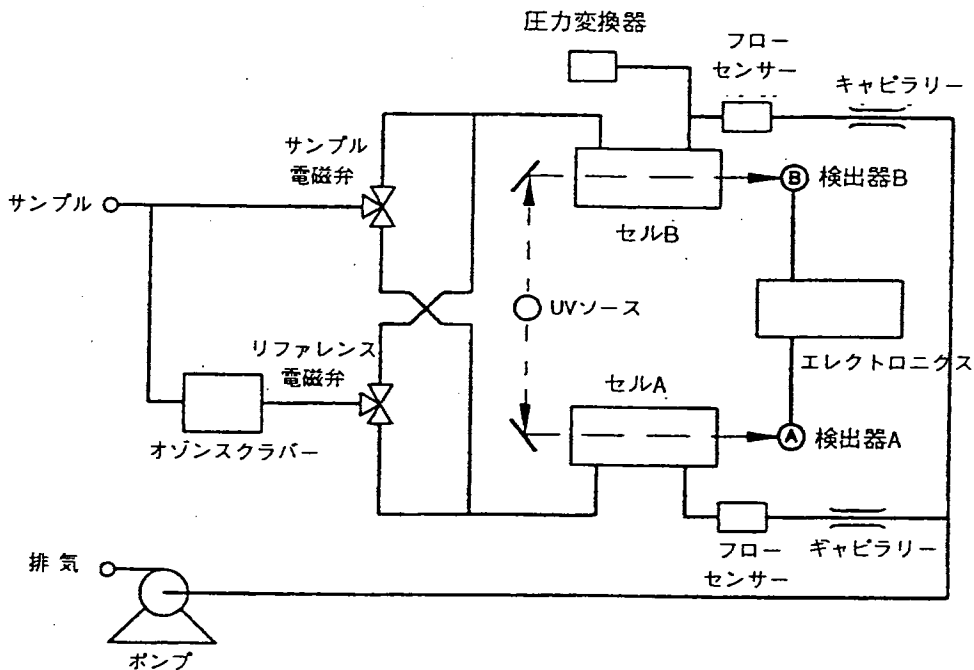 圧力変換器
フロー
センサー
キャピラリー
サンプル
電磁弁
サンプル
B
検出器B
セルB
UVソース
エレクトロニクス
リファレンス
電磁弁
セルA
オゾンスクラバー
A
検出器A
フロー
センサー
ギャピラリー
排気
ポンプ